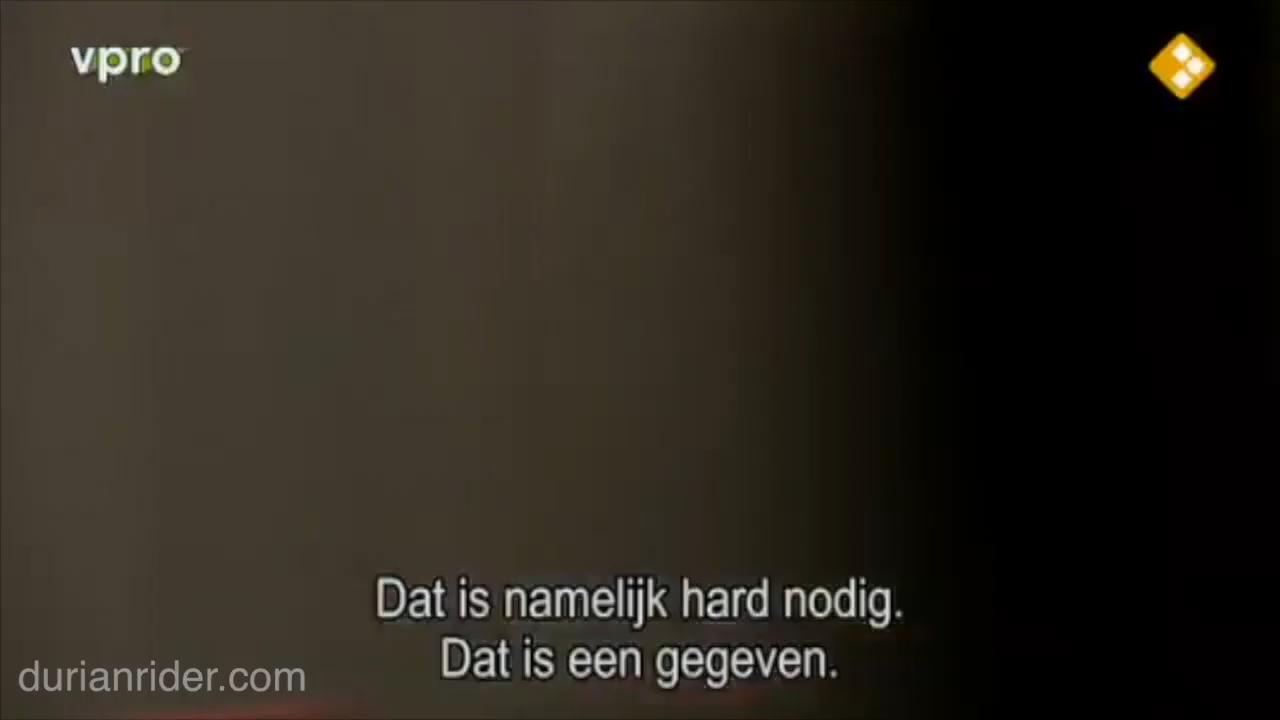 vpro
Dat is namelijk hard nodig.
Dat is een gegeven.
durianrider.com